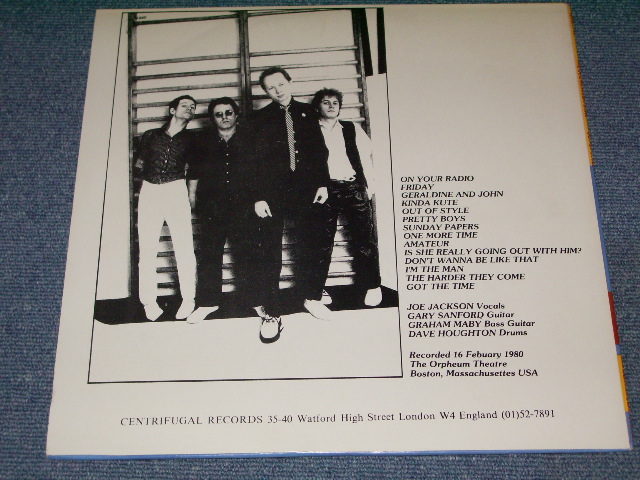 ON YOUR RADIO
FRIDAY
GERALDINE AND JOHN
KINDA KUTE
OUT OF STYLE
PRETTY BOYS
SUNDAY PAPERS
ONE MORE TIME
AMATEUR
IS SHE REALLY GOING OUT WITH HIM?
DON'T WANNA BE LIKE THAT
I'M THE MAN
THE HARDER THEY COME
GOT THE TIME
JOE JACKSON Vocals
GARY SANFORD Guitar
GRAHAM MABY Bass Guitar
DAVE HOUGHTON Drums
Recorded 16 Febuary 1980
The Orpheum Theatre
Boston, Massachusettes USA
CENTRIFUGAL RECORDS 35-40 Watford High Street London W4 England (01)52-7891